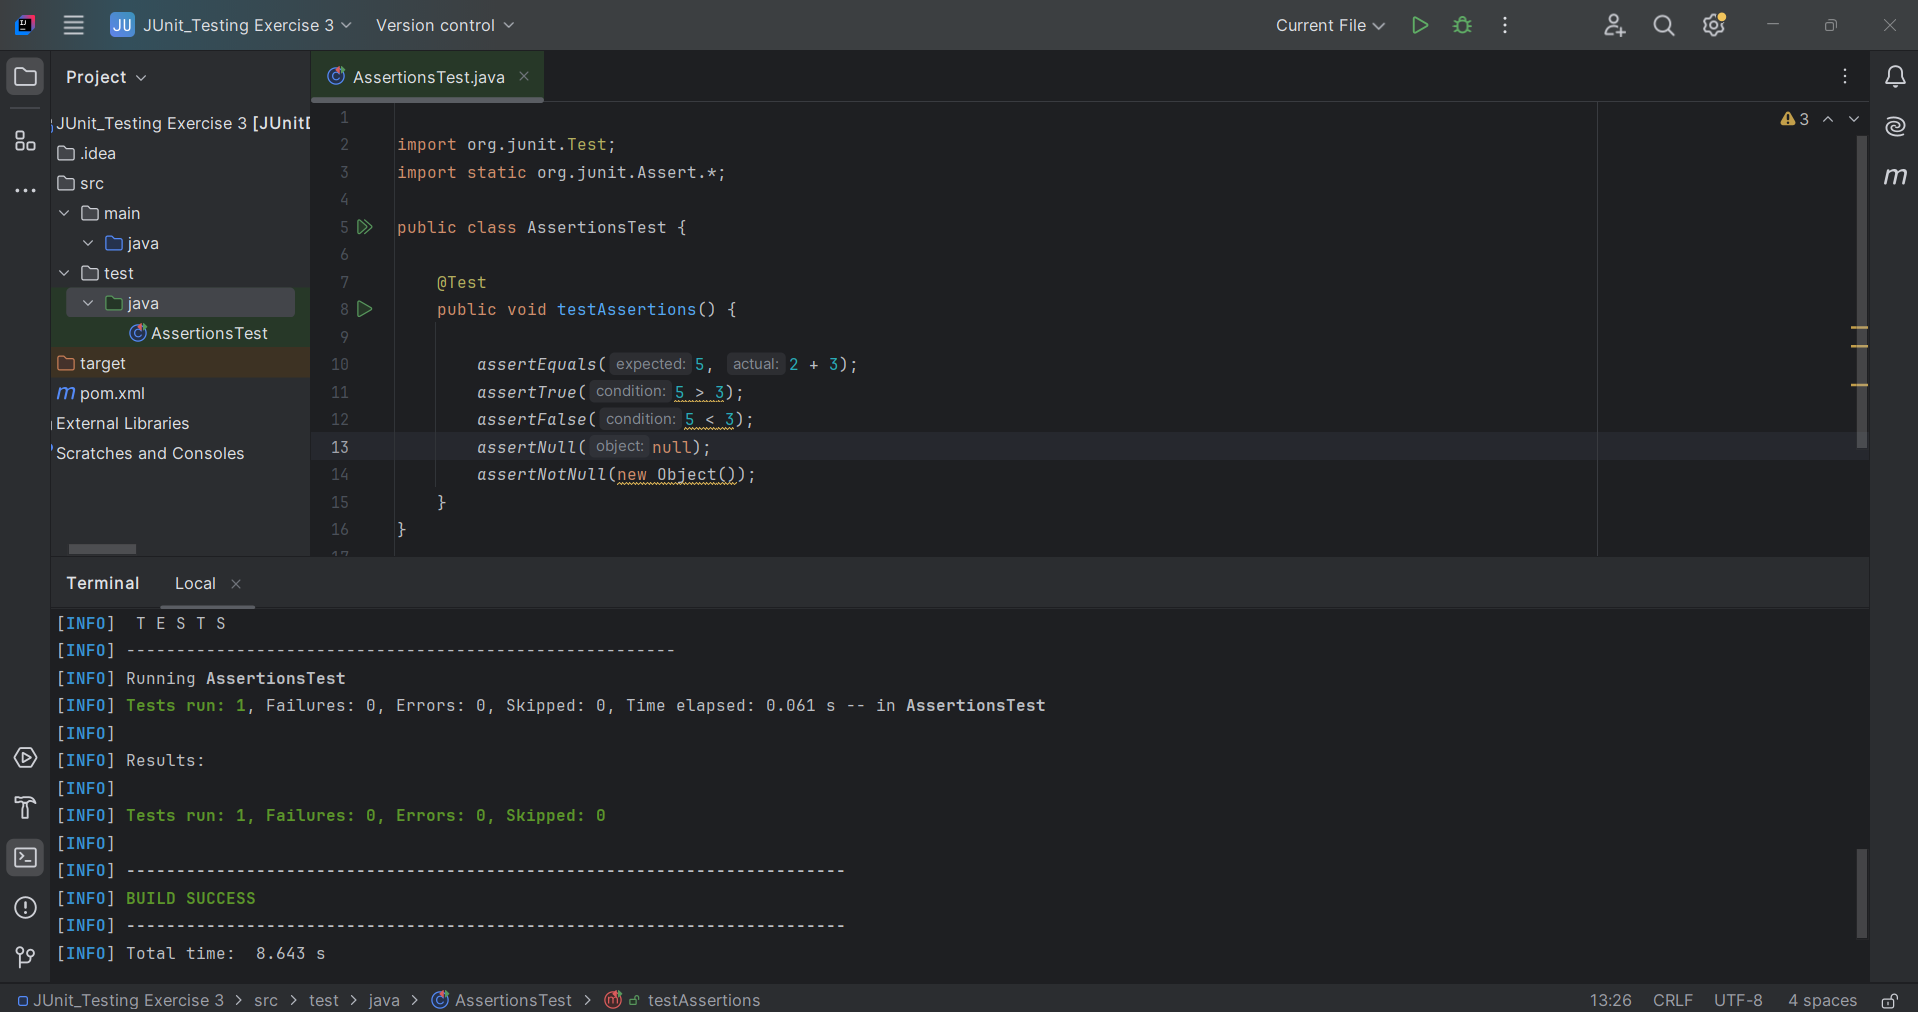 JU JUnit_Testing Exercise 3 Version control Current File
Project
AssertionsTest.java
JUnit_Testing Exercise 3 [JUnit
.idea
src
main
java
test
java
AssertionsTest
target
m pom.xml
External Libraries
Scratches and Consoles
3
1
2 import org.junit.Test;
3 import static org.junit.Assert.*;
4
5 public class AssertionsTest {
6
7 @Test
8 public void testAssertions() {
9
10 assertEquals( expected: 5, actual: 2 + 3);
11 assertTrue( condition: 5 > 3);
12 assertFalse( condition: 5 < 3);
13 assertNull( object: null);
14 assertNotNull(new Object());
15 }
16 }
17
m
Terminal Local
[INFO]  T E S T S
[INFO] -------------------------------------------------------
[INFO] Running AssertionsTest
[INFO] Tests run: 1, Failures: 0, Errors: 0, Skipped: 0, Time elapsed: 0.061 s -- in AssertionsTest
[INFO]
[INFO] Results:
[INFO]
[INFO] Tests run: 1, Failures: 0, Errors: 0, Skipped: 0
[INFO]
[INFO] ------------------------------------------------------------------------
[INFO] BUILD SUCCESS
[INFO] ------------------------------------------------------------------------
[INFO] Total time:  8.643 s
JUnit_Testing Exercise 3 > src > test > java > AssertionsTest > testAssertions 13:26 CRLF UTF-8 4 spaces